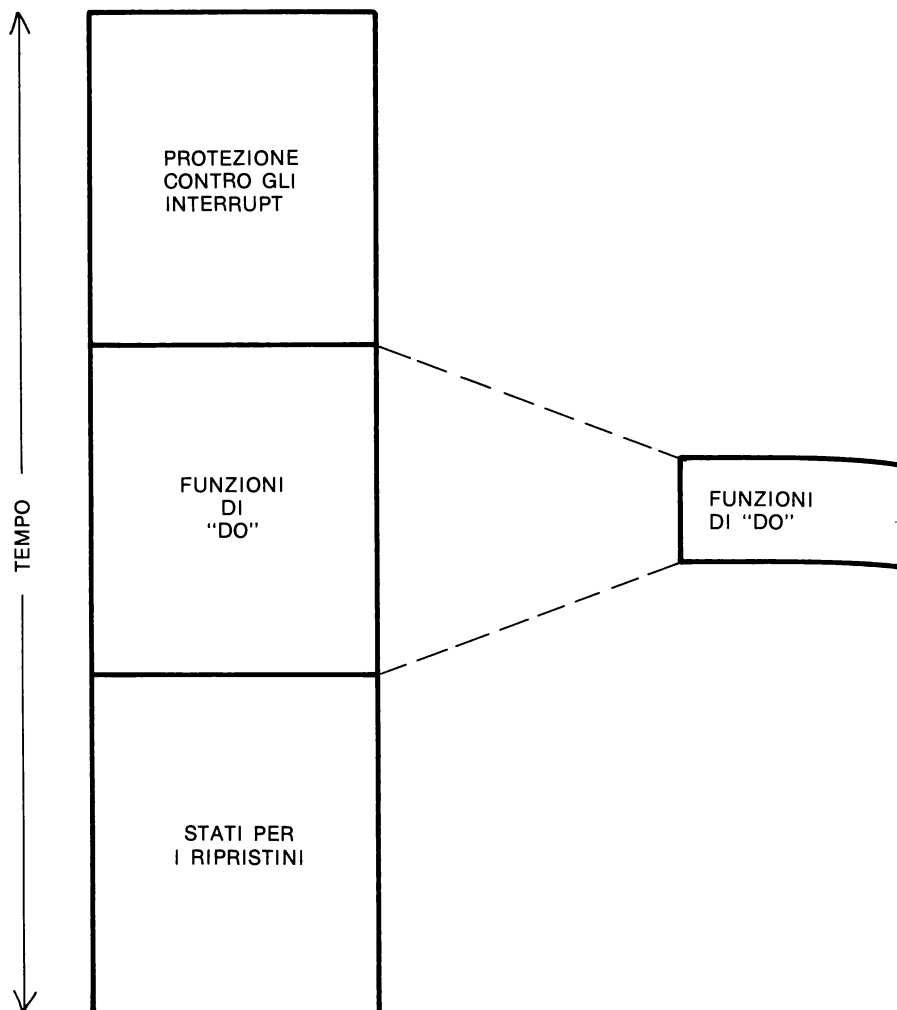 PROTEZIONE
CONTRO GLI
INTERRUPT
TEMPO
FUNZIONI
DI
“DO”
FUNZIONI
DI “DO”
STATI PER
I RIPRISTINI